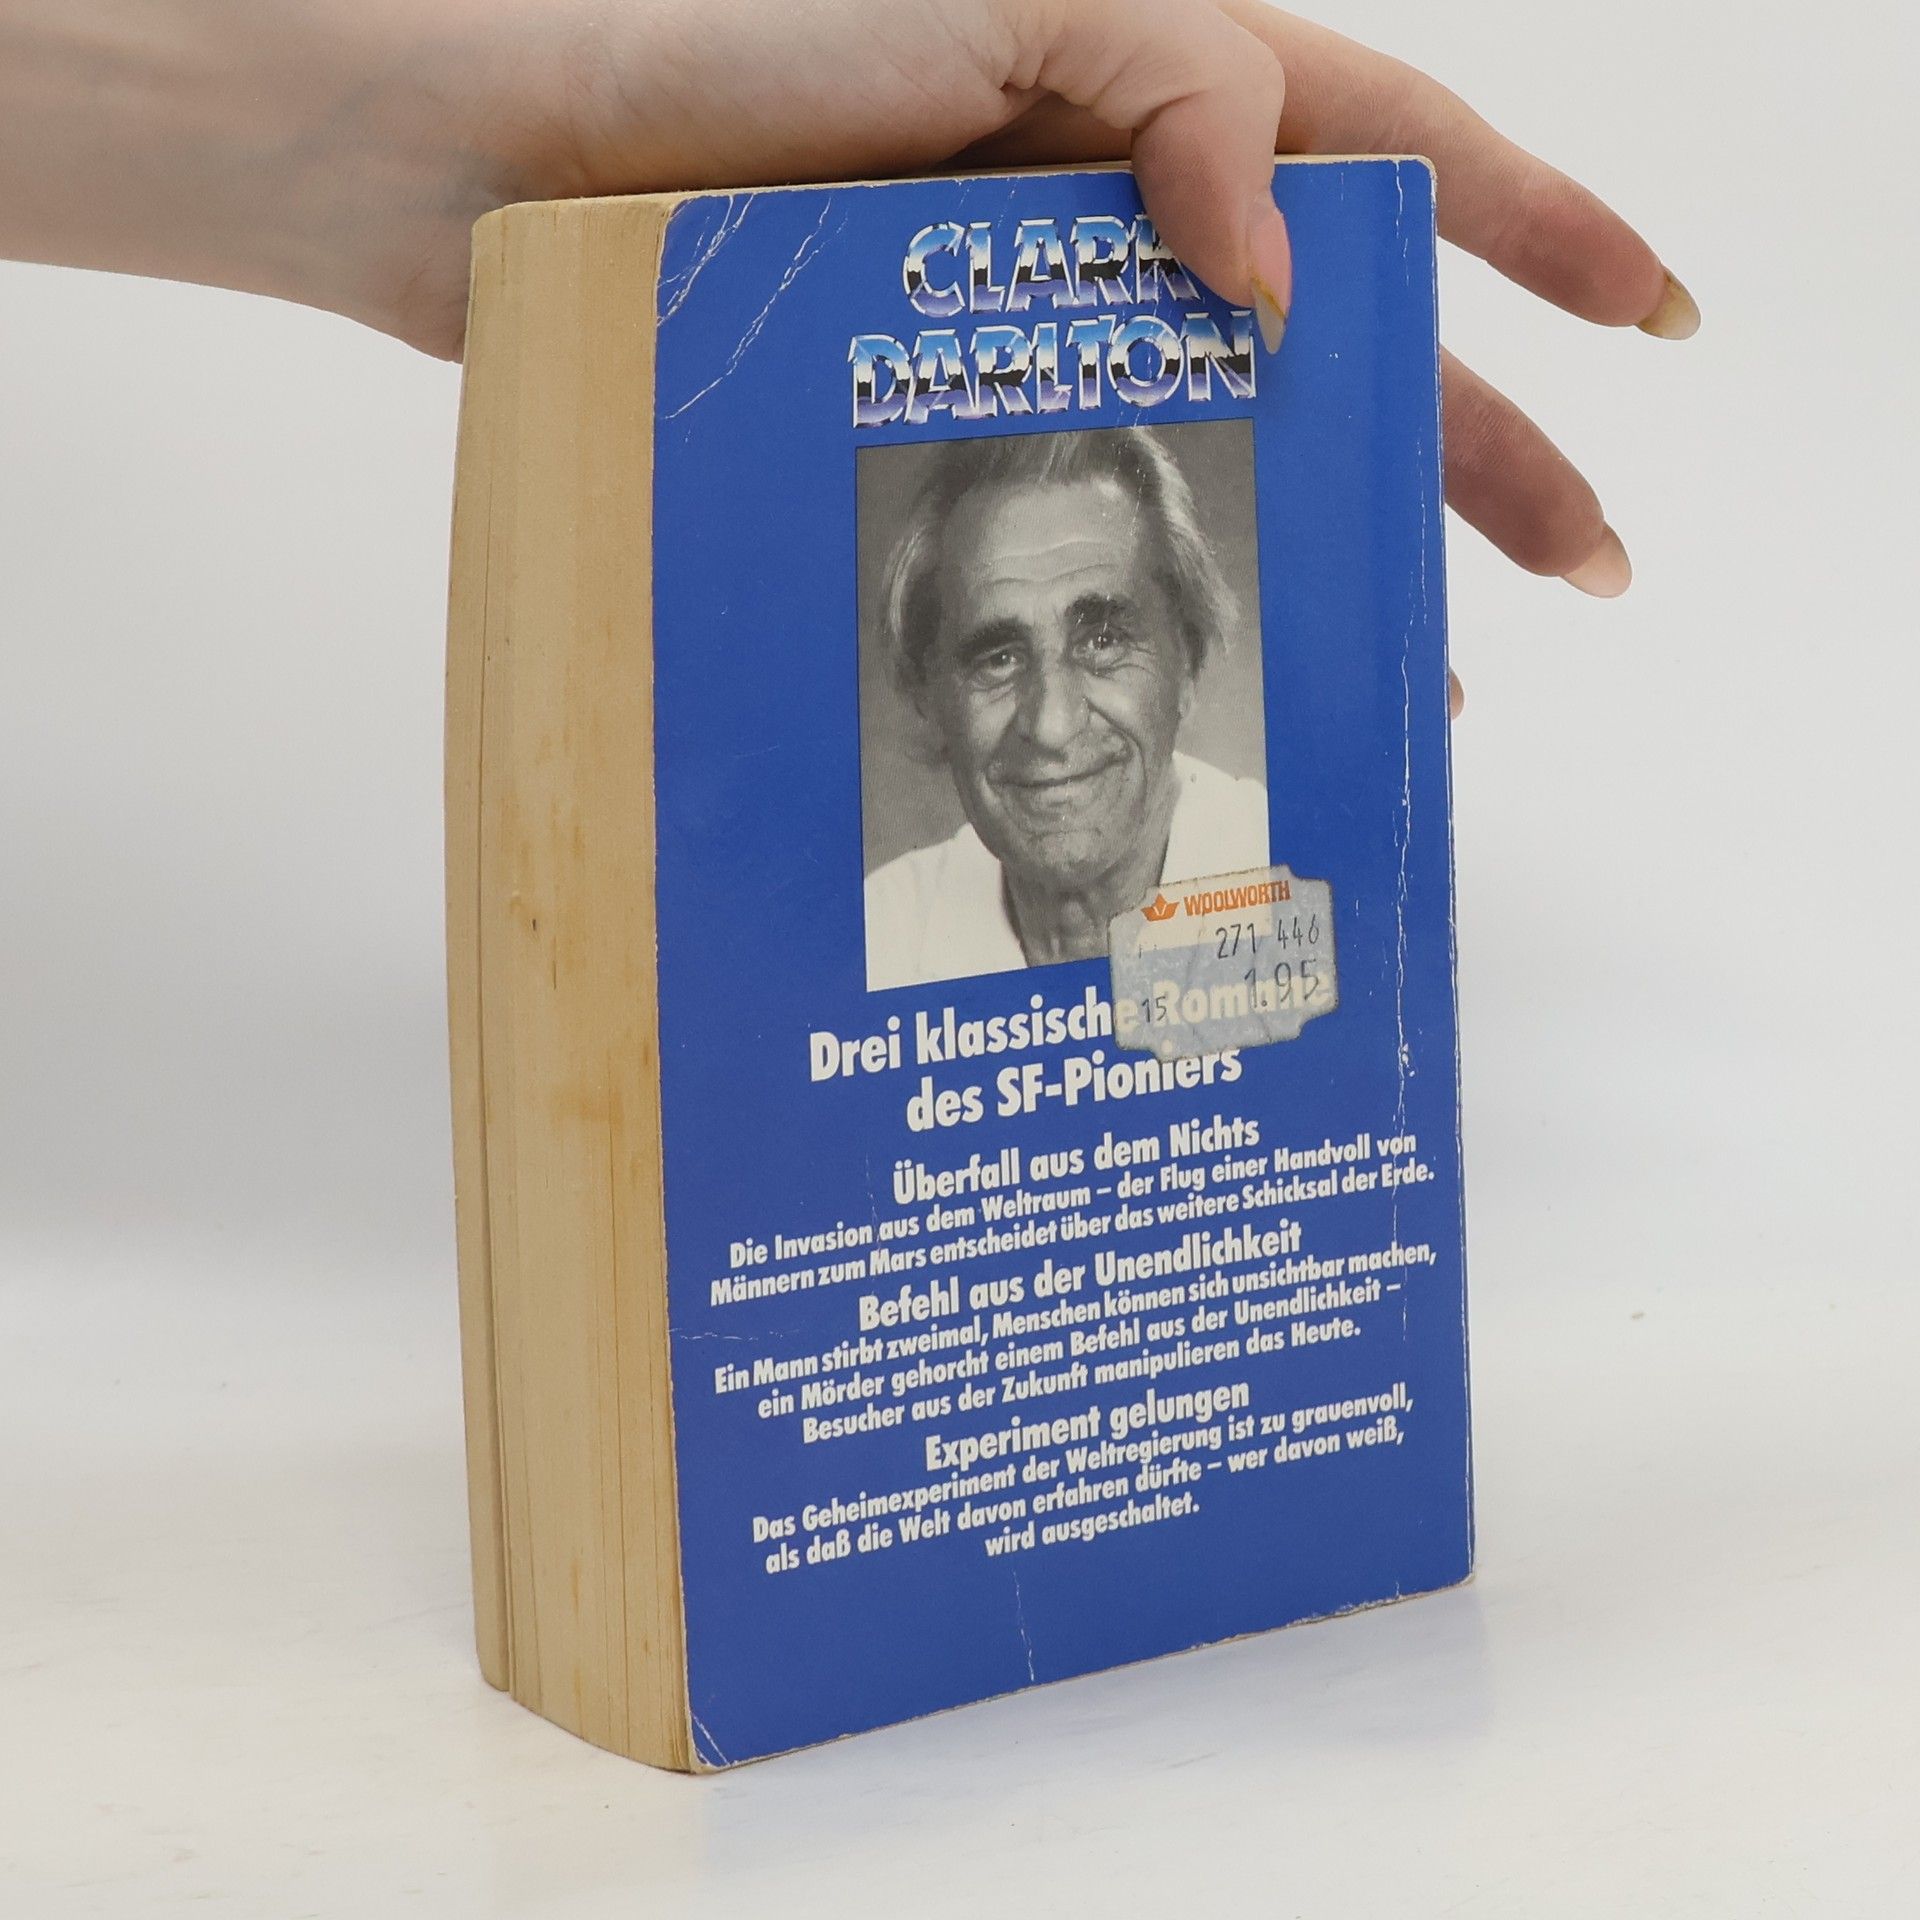 CLARK
DARLTON
WOOLWORTH
271 446
15 1.95
Drei klassische Romane
des SF-Pioniers
Überfall aus dem Nichts
Die Invasion aus dem Weltraum – der Flug einer Handvoll von
Männern zum Mars entscheidet über das weitere Schicksal der Erde.
Befehl aus der Unendlichkeit
Ein Mann stirbt zweimal, Menschen können sich unsichtbar machen,
ein Mörder gehorcht einem Befehl aus der Unendlichkeit –
Besucher aus der Zukunft manipulieren das Heute.
Experiment gelungen
Das Geheimexperiment der Weltregierung ist zu grauenvoll,
als daß die Welt davon erfahren dürfte – wer davon weiß,
wird ausgeschaltet.